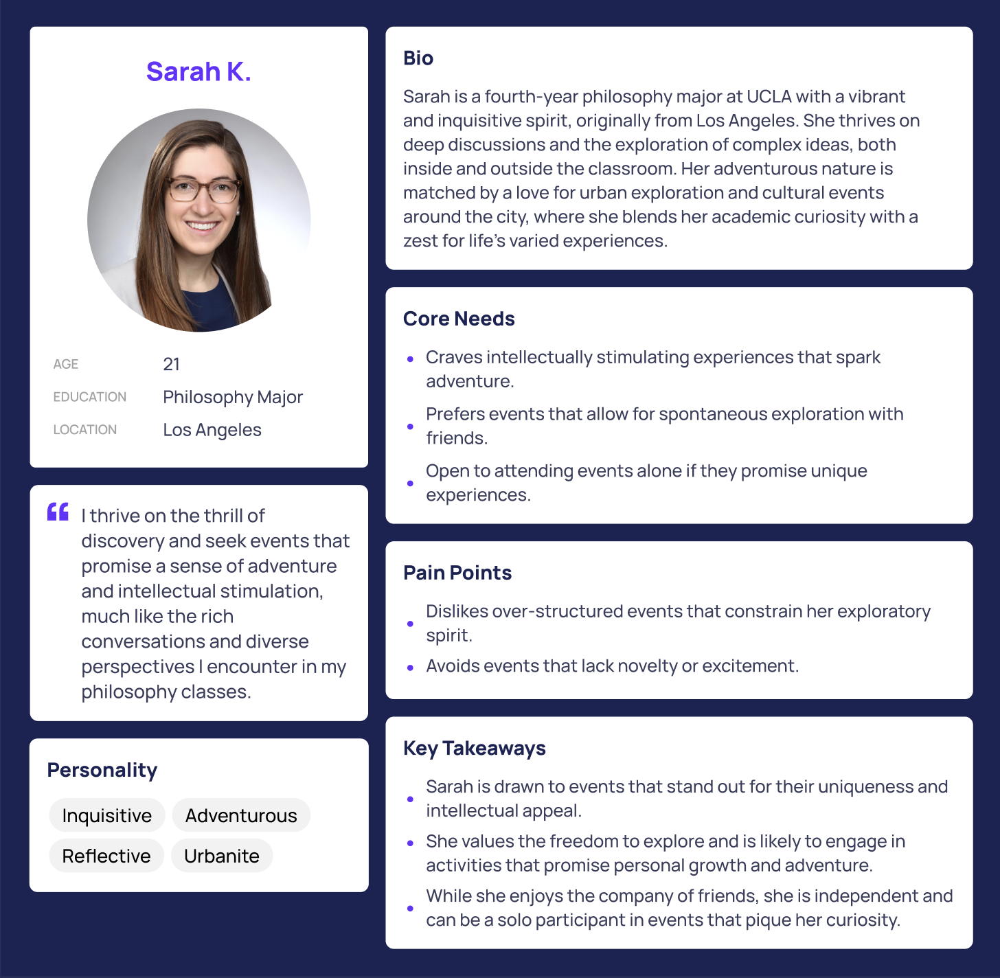 Sarah K.
AGE 21
EDUCATION Philosophy Major
LOCATION Los Angeles
“ I thrive on the thrill of
discovery and seek events that
promise a sense of adventure
and intellectual stimulation,
much like the rich
conversations and diverse
perspectives I encounter in my
philosophy classes.
Personality
Inquisitive Adventurous
Reflective Urbanite
Bio
Sarah is a fourth-year philosophy major at UCLA with a vibrant
and inquisitive spirit, originally from Los Angeles. She thrives on
deep discussions and the exploration of complex ideas, both
inside and outside the classroom. Her adventurous nature is
matched by a love for urban exploration and cultural events
around the city, where she blends her academic curiosity with a
zest for life’s varied experiences.
Core Needs
• Craves intellectually stimulating experiences that spark
adventure.
• Prefers events that allow for spontaneous exploration with
friends.
• Open to attending events alone if they promise unique
experiences.
Pain Points
• Dislikes over-structured events that constrain her exploratory
spirit.
• Avoids events that lack novelty or excitement.
Key Takeaways
• Sarah is drawn to events that stand out for their uniqueness and
intellectual appeal.
• She values the freedom to explore and is likely to engage in
activities that promise personal growth and adventure.
• While she enjoys the company of friends, she is independent and
can be a solo participant in events that pique her curiosity.